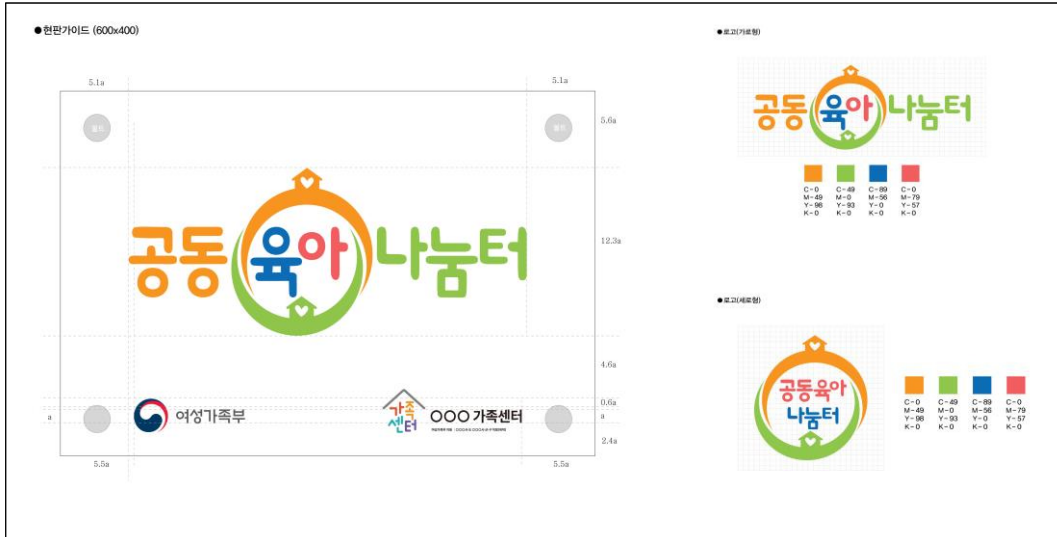 ●현판가이드 (600x400)
5.1a
5.1a
볼트
볼트
5.6a
공동육아나눔터
12.3a
4.6a
0.6a
a
a
2.4a
여성가족부
가족센터
OOO 가족센터
5.5a
5.5a
●로고(가로형)
공동육아나눔터
C-0
M-49
Y-98
K-0
C-49
M-0
Y-93
K-0
C-89
M-56
Y-0
K-0
C-0
M-79
Y-57
K-0
●로고(세로형)
공동육아
나눔터
C-0
M-49
Y-98
K-0
C-49
M-0
Y-93
K-0
C-89
M-56
Y-0
K-0
C-0
M-79
Y-57
K-0